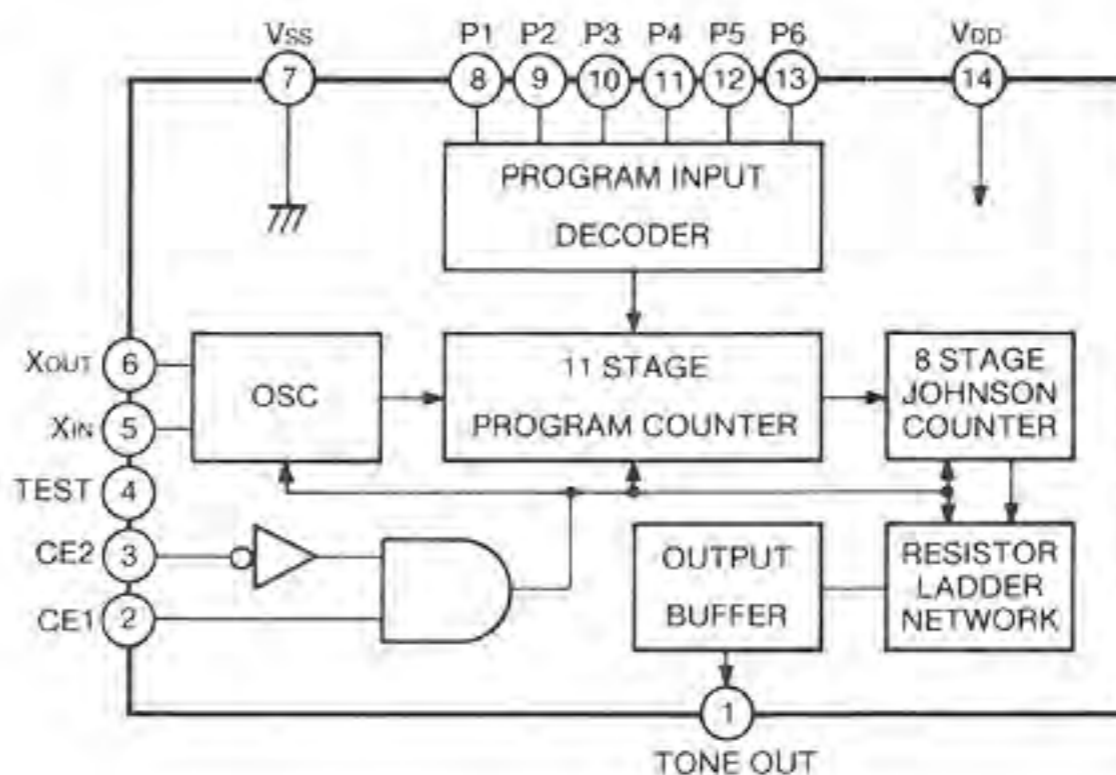 VSS P1 P2 P3 P4 P5 P6 VDD
7 8 9 10 11 12 13 14
PROGRAM INPUT
DECODER
XOUT 6
OSC
XIN 5
11 STAGE
PROGRAM COUNTER
8 STAGE
JOHNSON
COUNTER
TEST 4
CE2 3
CE1 2
OUTPUT
BUFFER
RESISTOR
LADDER
NETWORK
1
TONE OUT